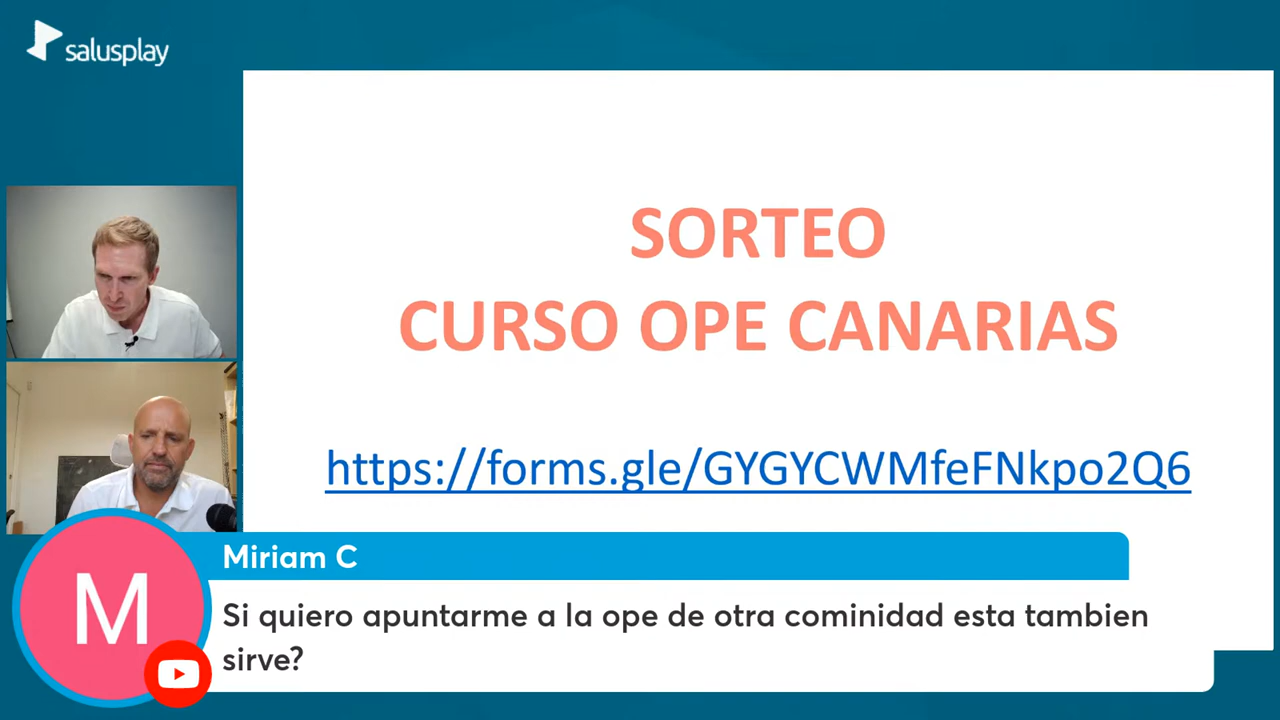 salusplay
SORTEO
CURSO OPE CANARIAS
https://forms.gle/GYGYCWMfeFNkpo2Q6
M
Miriam C
Si quiero apuntarme a la ope de otra cominidad esta tambien
sirve?